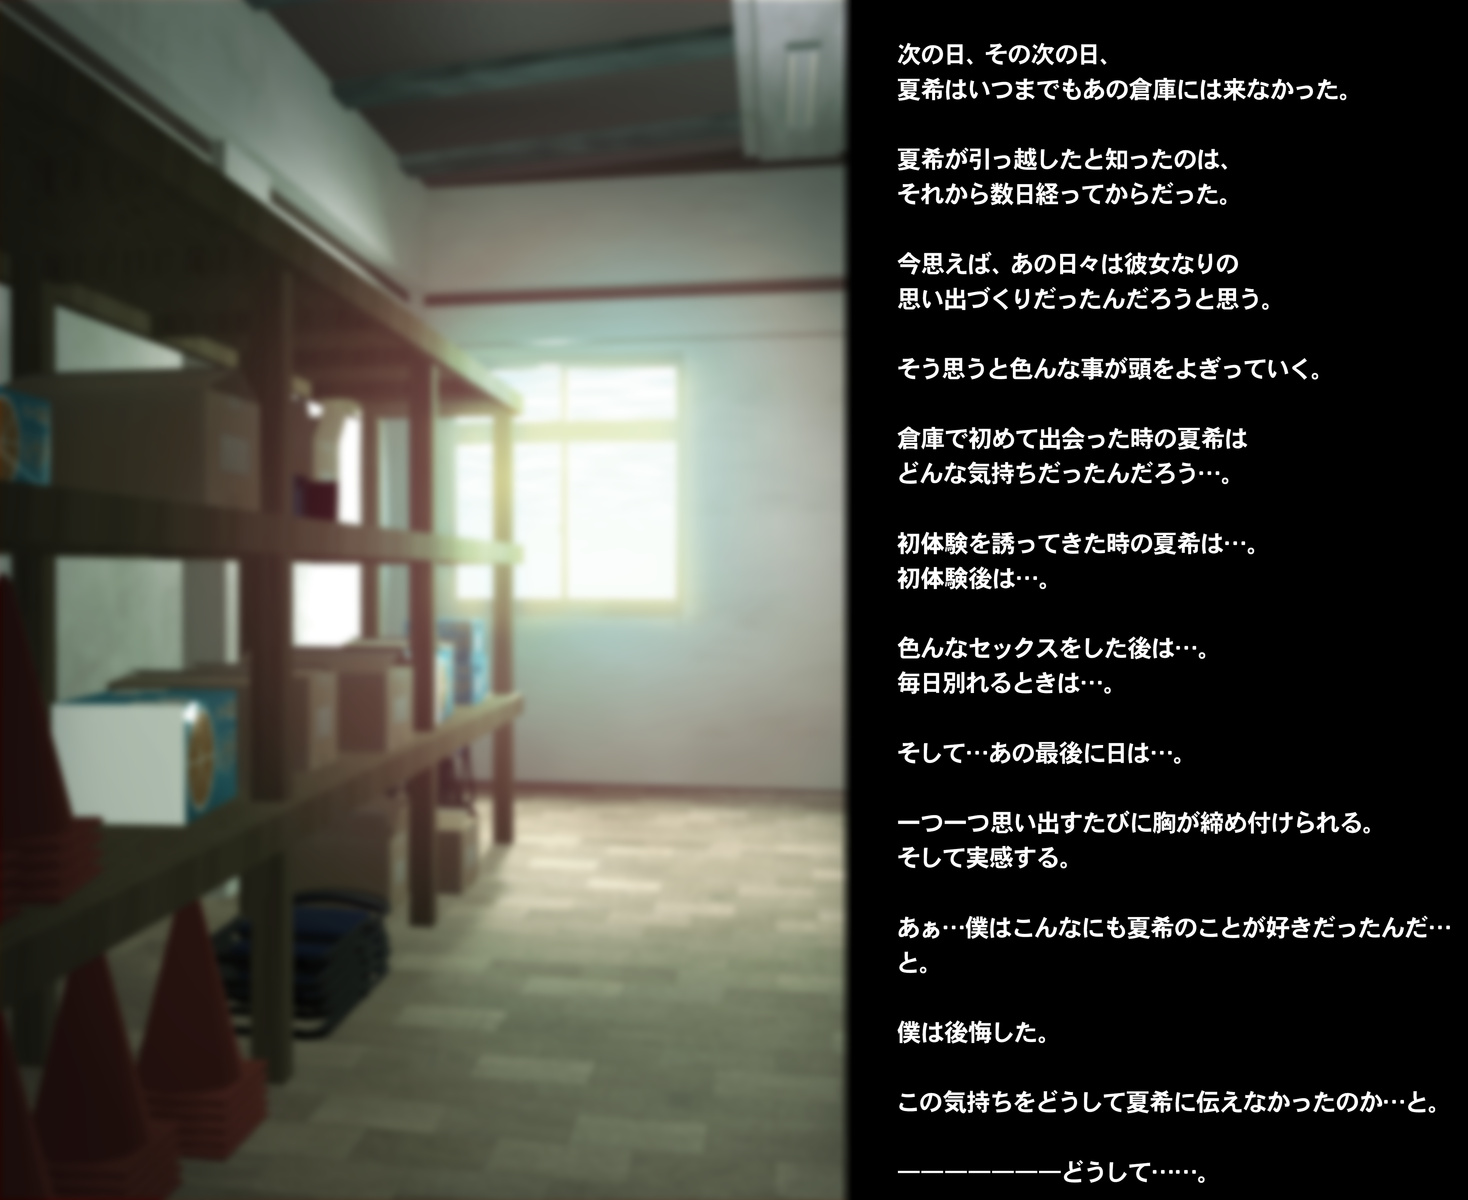 次の日、その次の日、
夏希はいつまでもあの倉庫には来なかった。
夏希が引っ越したと知ったのは、
それから数日経ってからだった。
今思えば、あの日々は彼女なりの
思い出づくりだったんだろうと思う。
そう思うと色んな事が頭をよぎっていく。
倉庫で初めて出会った時の夏希は
どんな気持ちだったんだろう…。
初体験を誘ってきた時の夏希は…。
初体験後は…。
色んなセックスをした後は…。
毎日別れるときは…。
そして…あの最後に日は…。
一つ一つ思い出すたびに胸が締め付けられる。
そして実感する。
あぁ…僕はこんなにも夏希のことが好きだったんだ…
と。
僕は後悔した。
この気持ちをどうして夏希に伝えなかったのか…と。
―――――――どうして……。